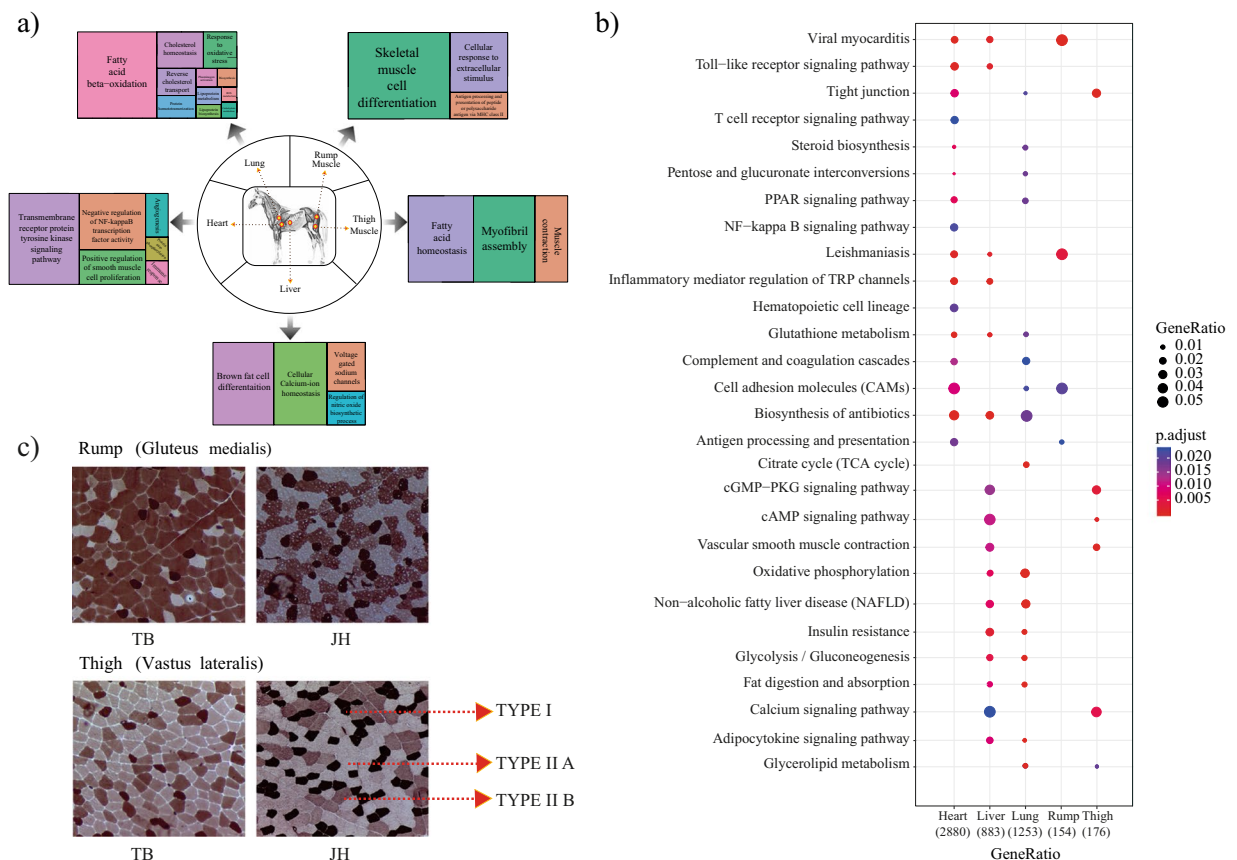 a)
Fatty
acid
beta-oxidation
Cholesterol
homeostasis
Response
to
oxidative
stress
Reverse
cholesterol
transport
Lipoprotein
metabolism
Skeletal
muscle
cell
differentiation
Cellular
response to
extracellular
stimulus
Antigen processing and
presentation of peptide
or polysaccharide
antigen via MHC class II
Lung
Rump
Muscle
Heart
Thigh
Muscle
Liver
Transmembrane
receptor protein
tyrosine kinase
signaling
pathway
Negative regulation
of NF-kappaB
transcription
factor activity
Positive regulation
of smooth muscle
cell proliferation
Angiogenesis
Fatty
acid
homeostasis
Myofibril
assembly
Muscle
contraction
Brown fat cell
differentaition
Cellular
Calcium-ion
homeostasis
Voltage
gated
sodium
channels
Regulation of
nitric oxide
biosynthetic
process
b)
Viral myocarditis
Toll−like receptor signaling pathway
Tight junction
T cell receptor signaling pathway
Steroid biosynthesis
Pentose and glucuronate interconversions
PPAR signaling pathway
NF−kappa B signaling pathway
Leishmaniasis
Inflammatory mediator regulation of TRP channels
Hematopoietic cell lineage
Glutathione metabolism
Complement and coagulation cascades
Cell adhesion molecules (CAMs)
Biosynthesis of antibiotics
Antigen processing and presentation
Citrate cycle (TCA cycle)
cGMP−PKG signaling pathway
cAMP signaling pathway
Vascular smooth muscle contraction
Oxidative phosphorylation
Non−alcoholic fatty liver disease (NAFLD)
Insulin resistance
Glycolysis / Gluconeogenesis
Fat digestion and absorption
Calcium signaling pathway
Adipocytokine signaling pathway
Glycerolipid metabolism
Heart Liver Lung Rump Thigh
(2880) (883) (1253) (154) (176)
GeneRatio
GeneRatio
0.01
0.02
0.03
0.04
0.05
p.adjust
0.020
0.015
0.010
0.005
c)
Rump (Gluteus medialis)
TB JH
Thigh (Vastus lateralis)
TYPE I
TYPE II A
TYPE II B
TB JH